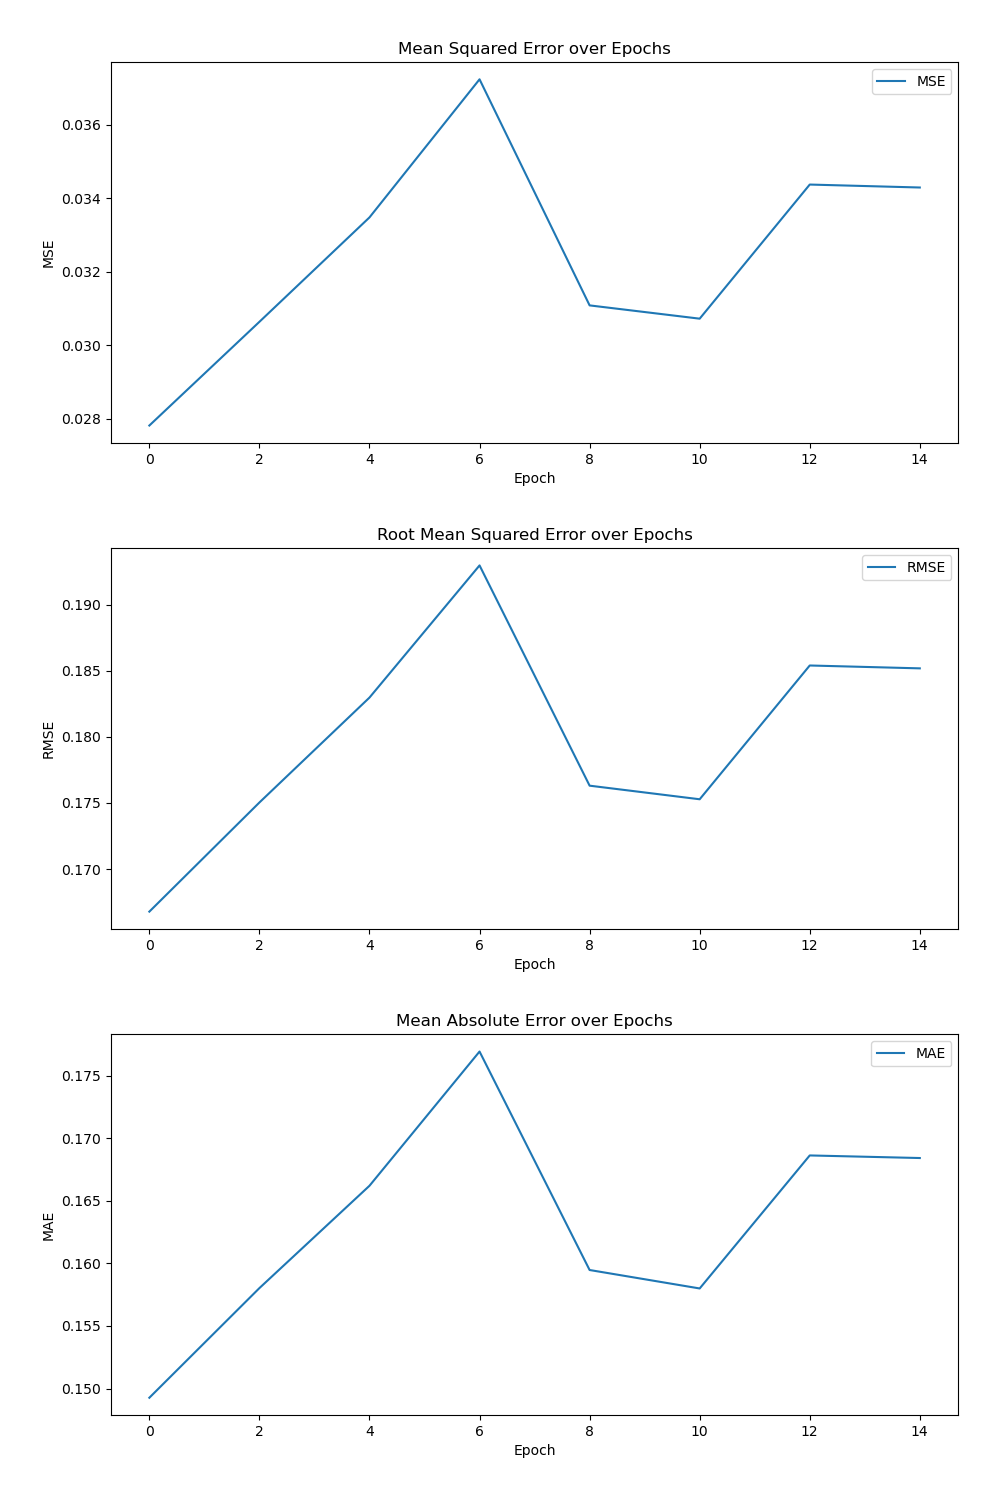 Mean Squared Error over Epochs
MSE
0.036
0.034
0.032
0.030
0.028
MSE
0 2 4 6 8 10 12 14
Epoch
Root Mean Squared Error over Epochs
RMSE
0.190
0.185
0.180
0.175
0.170
RMSE
0 2 4 6 8 10 12 14
Epoch
Mean Absolute Error over Epochs
MAE
0.175
0.170
0.165
0.160
0.155
0.150
MAE
0 2 4 6 8 10 12 14
Epoch